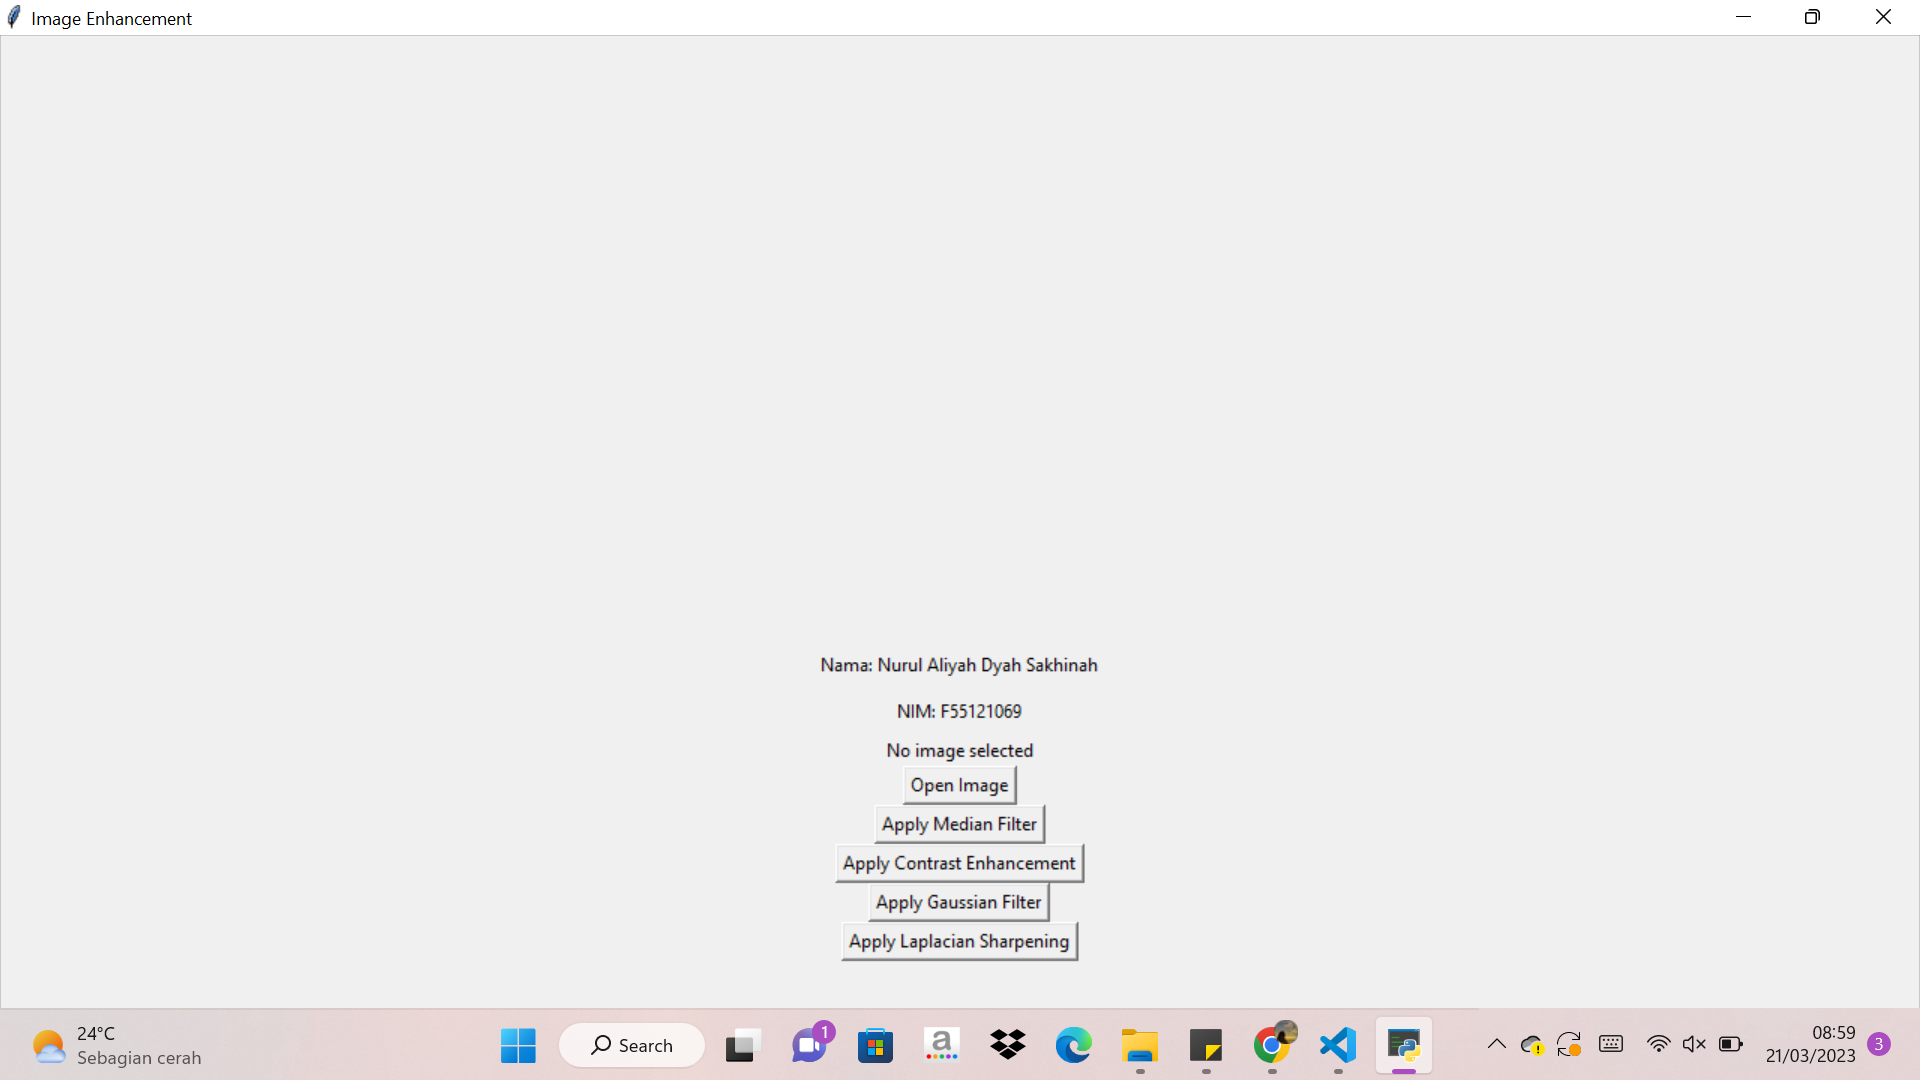 Image Enhancement
Nama: Nurul Aliyah Dyah Sakhinah
NIM: F55121069
No image selected
Open Image
Apply Median Filter
Apply Contrast Enhancement
Apply Gaussian Filter
Apply Laplacian Sharpening
24°C
Sebagian cerah
Search
1
a
08:59
21/03/2023
3